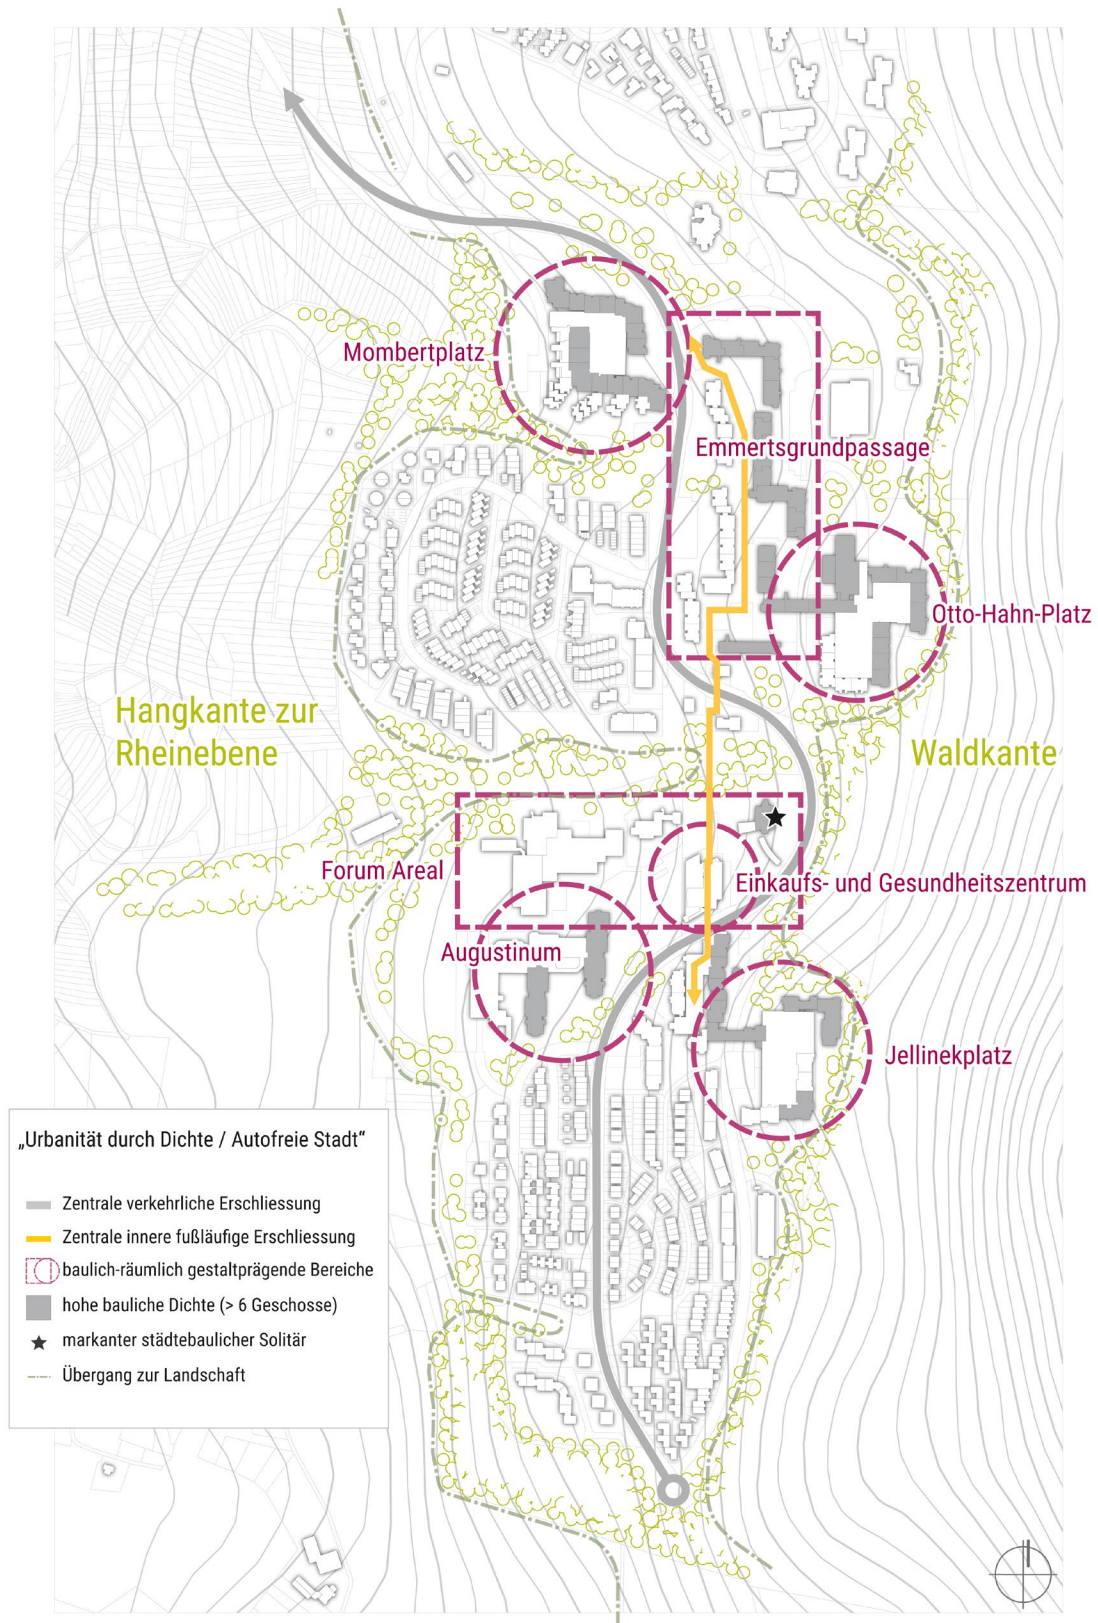 Mombertplatz
Emmertsgrundpassage
Otto-Hahn-Platz
Hangkante zur
Rheinebene
Waldkante
Forum Areal
Einkaufs- und Gesundheitszentrum
Augustinum
Jellinekplatz
„Urbanität durch Dichte / Autofreie Stadt“
Zentrale verkehrliche Erschliessung
Zentrale innere fußläufige Erschließung
baulich-räumlich gestaltprägende Bereiche
hohe bauliche Dichte (> 6 Geschosse)
markanter städtebaulicher Solitär
Übergang zur Landschaft